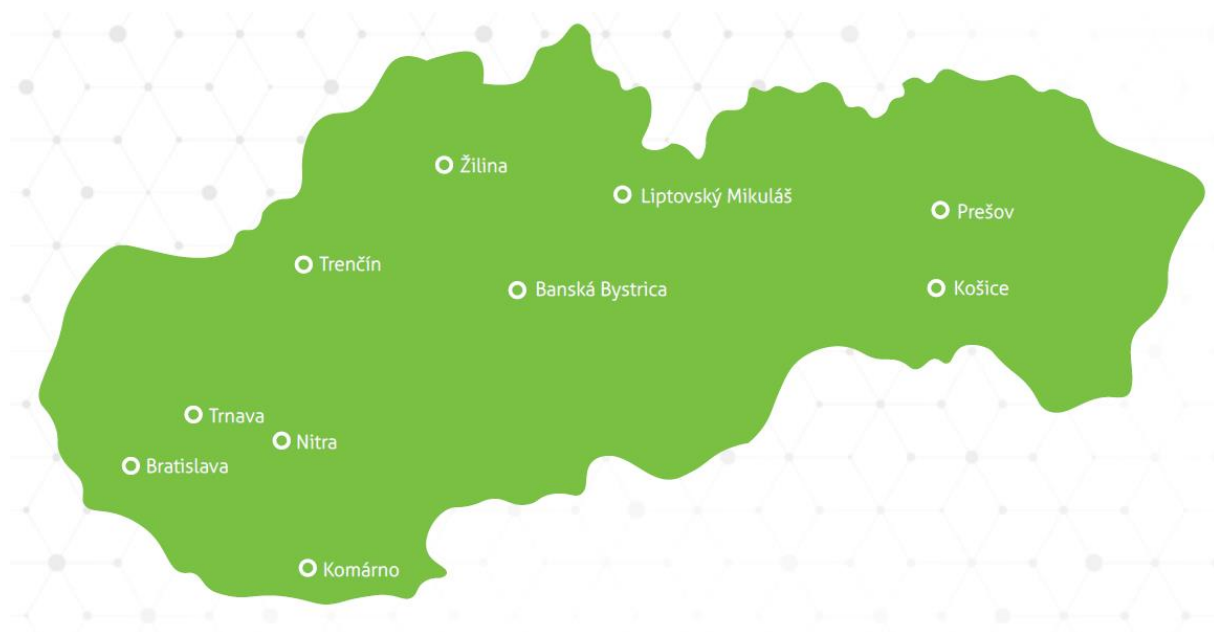 Žilina
Liptovský Mikuláš
Prešov
Trenčín
Banská Bystrica
Košice
Trnava
Nitra
Bratislava
Komárno